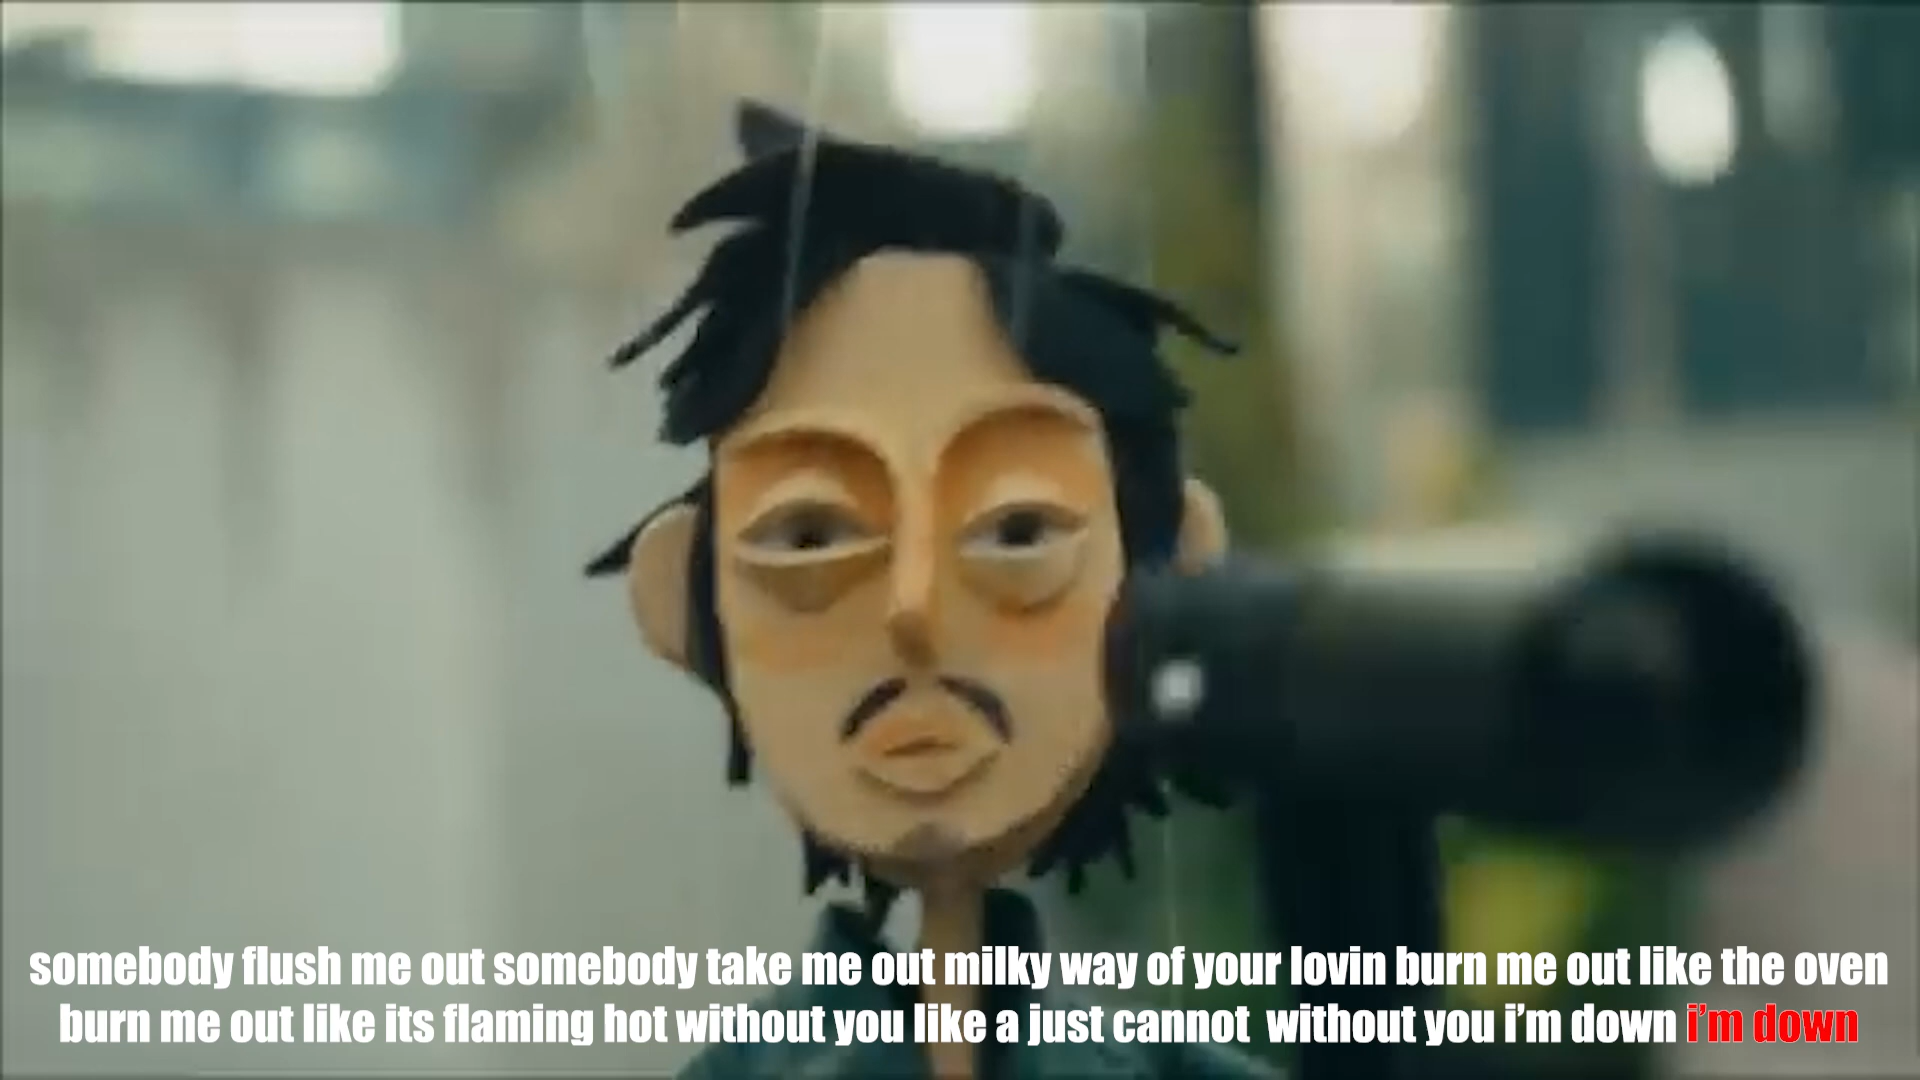 somebody flush me out somebody take me out milky way of your lovin burn me out like the oven
burn me out like its flaming hot without you like a just cannot  without you i’m down i’m down